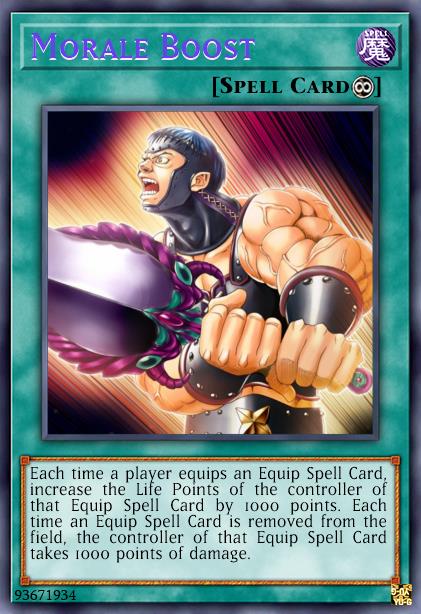 Morale Boost
SPELL
魔
[Spell Card]
Each time a player equips an Equip Spell Card,
increase the Life Points of the controller of
that Equip Spell Card by 1000 points. Each
time an Equip Spell Card is removed from the
field, the controller of that Equip Spell Card
takes 1000 points of damage.
93671934